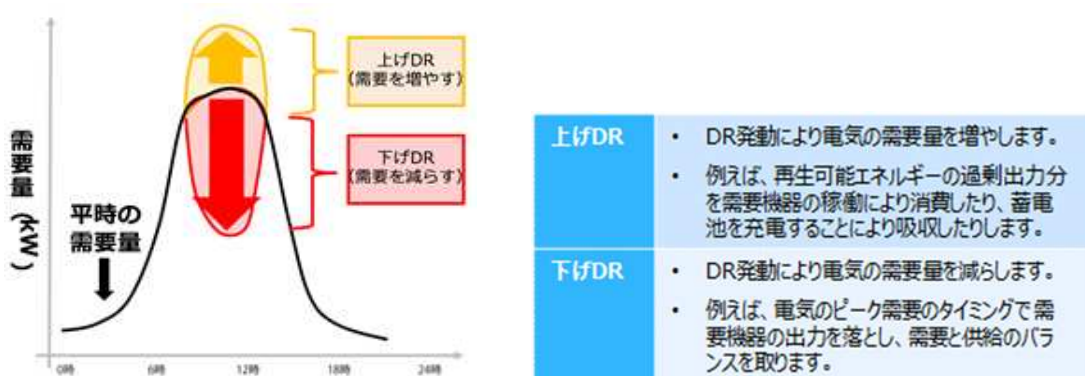 上げDR
(需要を増やす)
下げDR
(需要を減らす)
需要量(kW)
平時の
需要量
0時
6時
12時
18時
24時
上げDR
• DR発動により電気の需要量を増やします。
• 例えば、再生可能エネルギーの過剰出力分
を需要機器の稼働により消費したり、蓄電
池を充電することにより吸収したりします。
下げDR
• DR発動により電気の需要量を減らします。
• 例えば、電気のピーク需要のタイミングで需
要機器の出力を落とし、需要と供給のバラ
ンスを取ります。